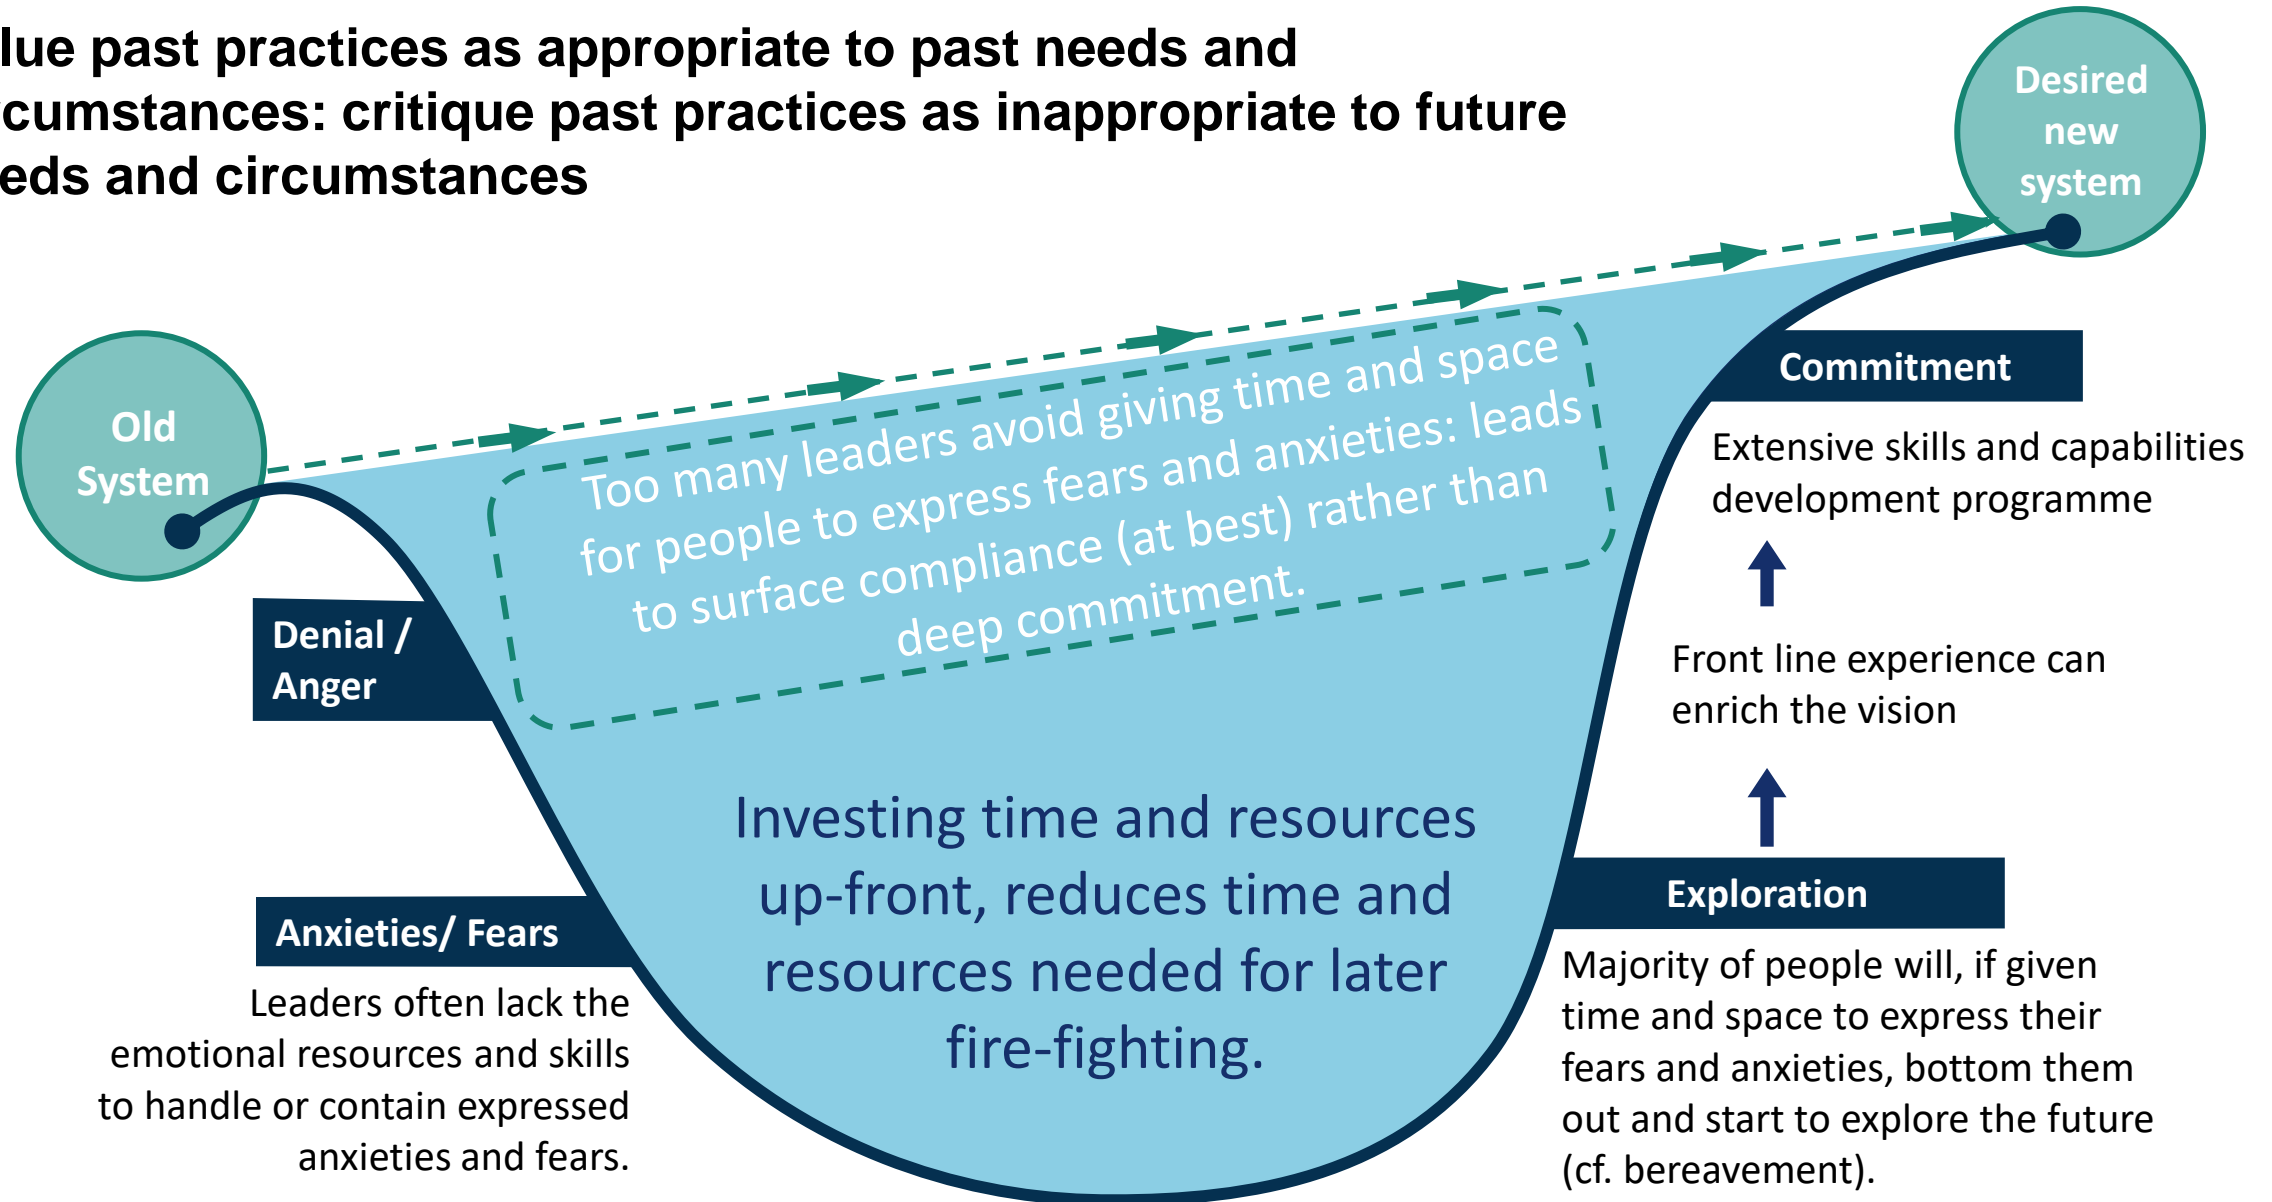 lue past practices as appropriate to past needs and
cumstances: critique past practices as inappropriate to future
eds and circumstances
Desired
new
system
Old
System
Too many leaders avoid giving time and space
for people to express fears and anxieties: leads
to surface compliance (at best) rather than
deep commitment.
Commitment
Extensive skills and capabilities
development programme
Denial /
Anger
Front line experience can
enrich the vision
Investing time and resources
up-front, reduces time and
resources needed for later
fire-fighting.
Anxieties/ Fears
Leaders often lack the
emotional resources and skills
to handle or contain expressed
anxieties and fears.
Exploration
Majority of people will, if given
time and space to express their
fears and anxieties, bottom them
out and start to explore the future
(cf. bereavement).